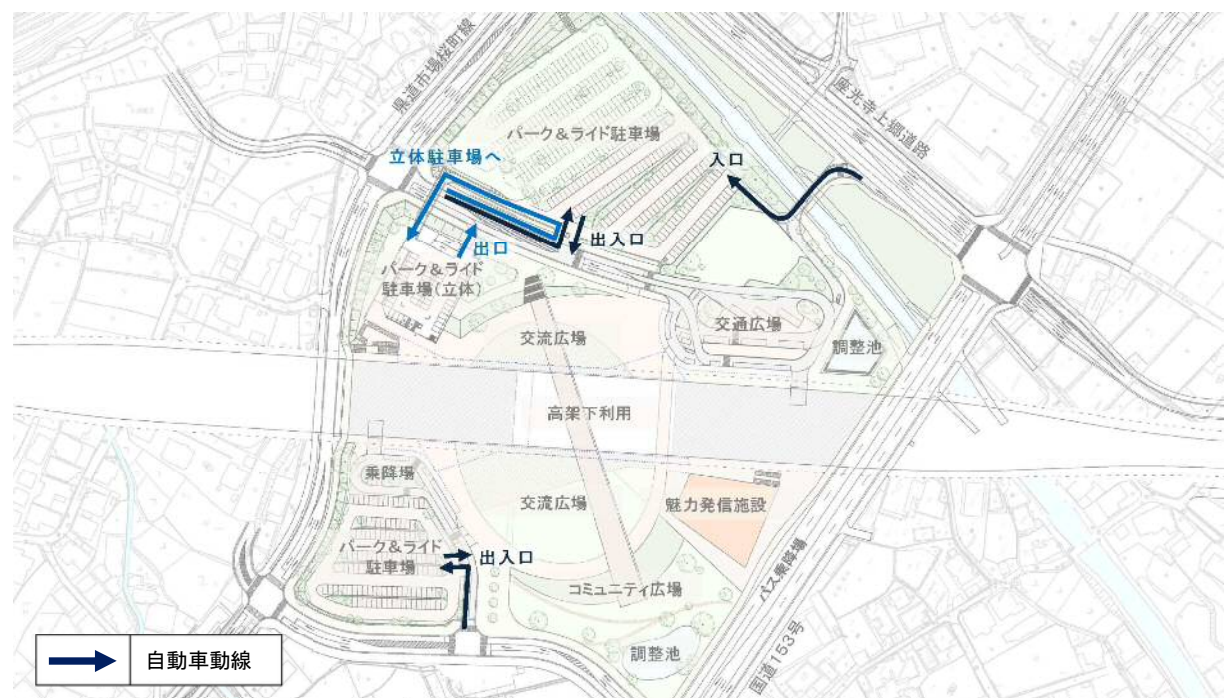 県道市場桜町線
座光寺上郷道路
パーク&ライド駐車場
立体駐車場へ
入口
出入口
出口
パーク&ライド
駐車場(立体)
交流広場
交通広場
調整池
高架下利用
乗降場
交流広場
魅力発信施設
パーク&ライド
駐車場
出入口
コミュニティ広場
バス乗降場
国道153号
調整池
自動車動線